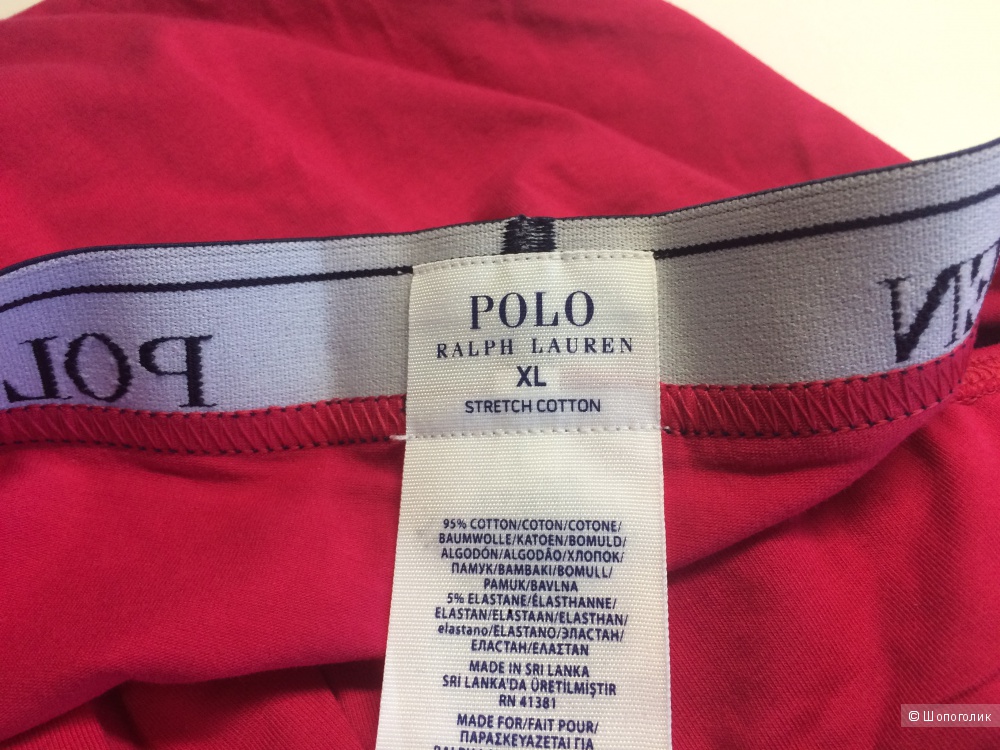 POLO
RALPH LAUREN
XL
STRETCH COTTON
95% COTTON/COTON/COTONE/
BAUMWOLLE/KATOEN/BOMULD/
ALGODÓN/ALGODÃO/ХЛОПОК/
ПАМУК/ΒΑΜΒΑΚΙ/BOMULL/
PAMUK/BAVLNA
5% ELASTANE/ÉLASTHANNE/
ELASTAN/ELASTAAN/ELASTHAN/
elastano/ELASTANO/ЭЛАСТАН/
ЕЛАСТАН/ΕΛΑΣΤΑΝ
MADE IN SRI LANKA
SRI LANKA'DA ÜRETİLMİŞTİR
RN 41381
MADE FOR/FAIT POUR/
ΠΑΡΑΣΚΕΥΑΖΕΤΑΙ ΓΙΑ
POL
© Шопоголик